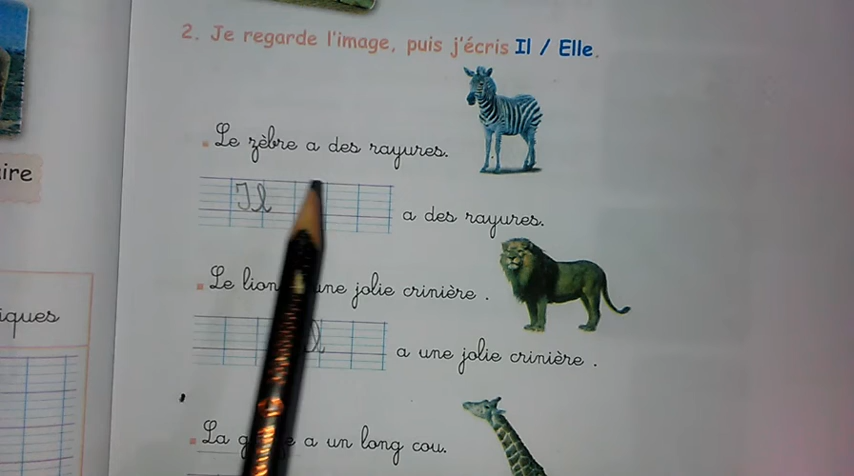 2. Je regarde l'image, puis j'écris Il / Elle.
Le zèbre a des rayures.
Il a des rayures.
Le lion une jolie crinière .
a une jolie crinière .
La a un long cou.
ire
iques